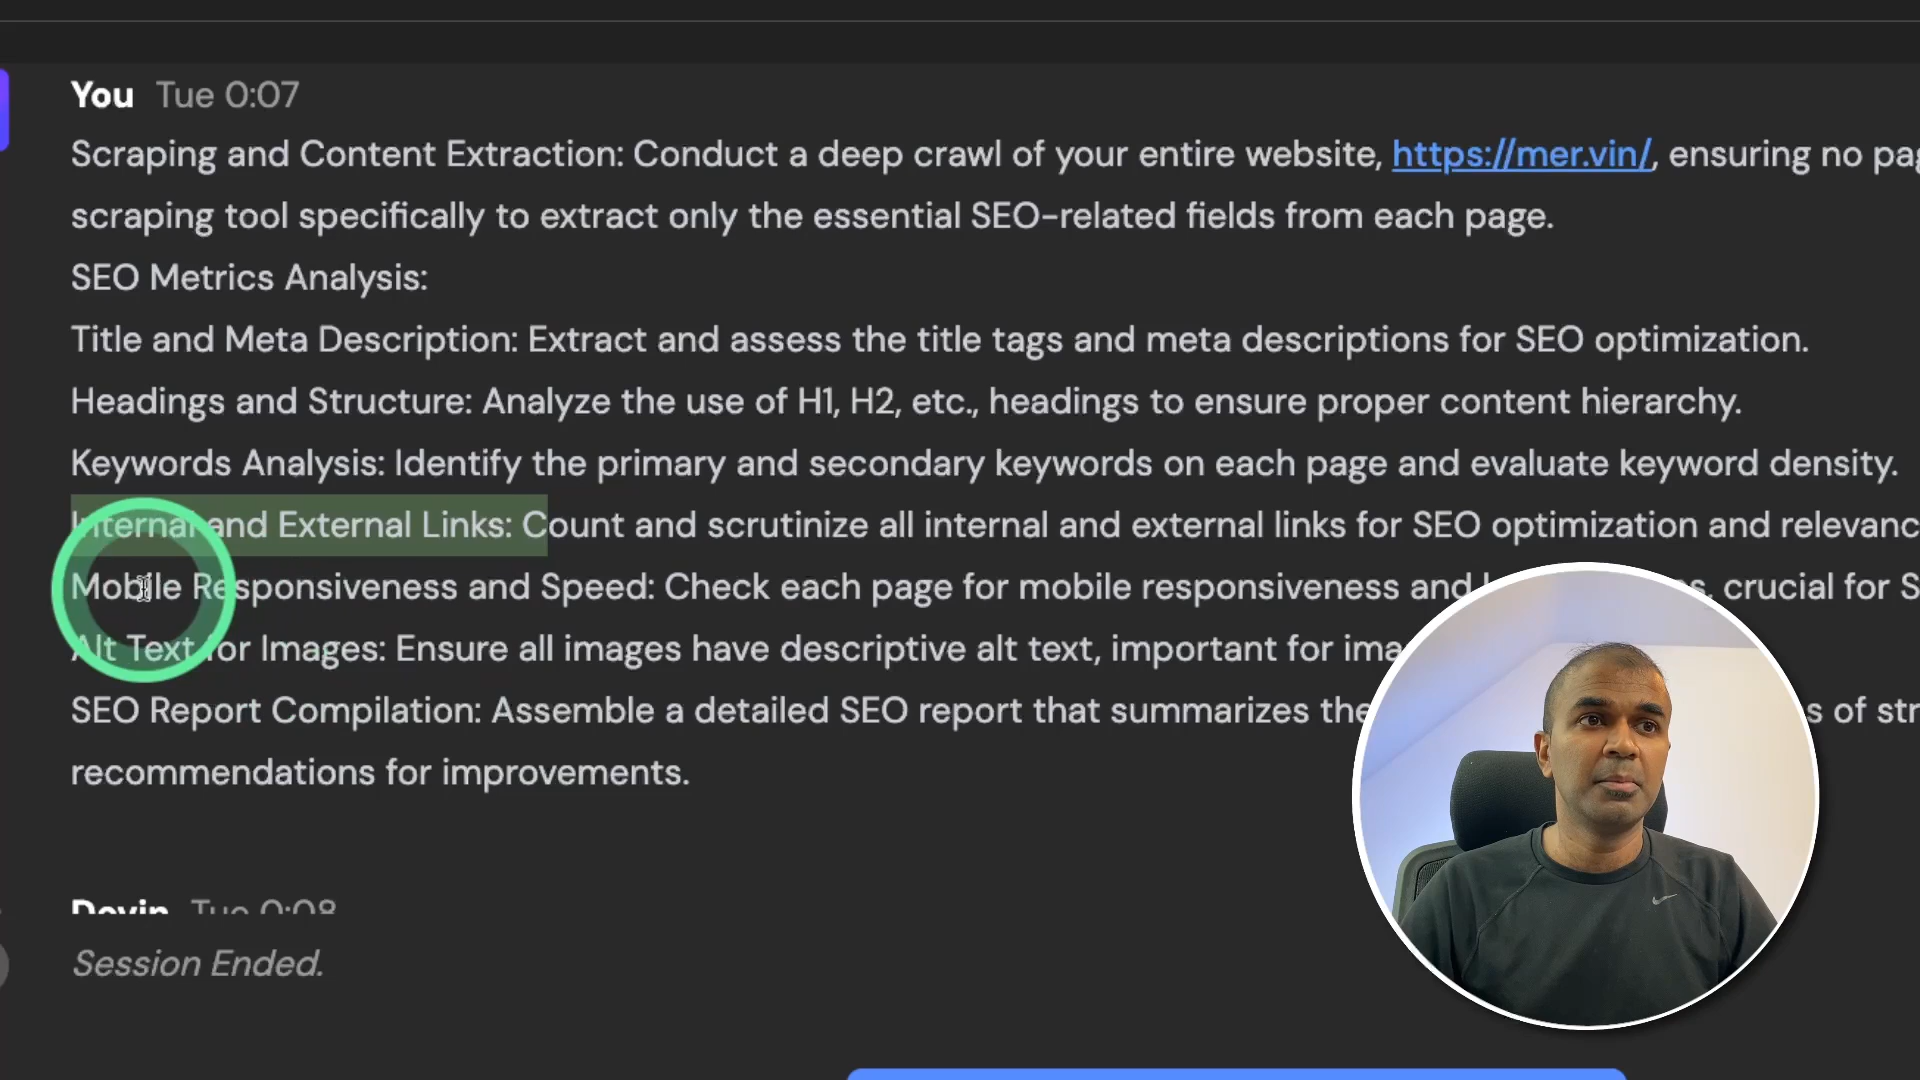 You Tue 0:07
Scraping and Content Extraction: Conduct a deep crawl of your entire website, https://mer.vin/, ensuring no pag
scraping tool specifically to extract only the essential SEO-related fields from each page.
SEO Metrics Analysis:
Title and Meta Description: Extract and assess the title tags and meta descriptions for SEO optimization.
Headings and Structure: Analyze the use of H1, H2, etc., headings to ensure proper content hierarchy.
Keywords Analysis: Identify the primary and secondary keywords on each page and evaluate keyword density.
Internal and External Links: Count and scrutinize all internal and external links for SEO optimization and relevanc
Mobile Responsiveness and Speed: Check each page for mobile responsiveness and crucial for S
Alt Text for Images: Ensure all images have descriptive alt text, important for ima
SEO Report Compilation: Assemble a detailed SEO report that summarizes the s of str
recommendations for improvements.
Devin Tue 0:08
Session Ended.